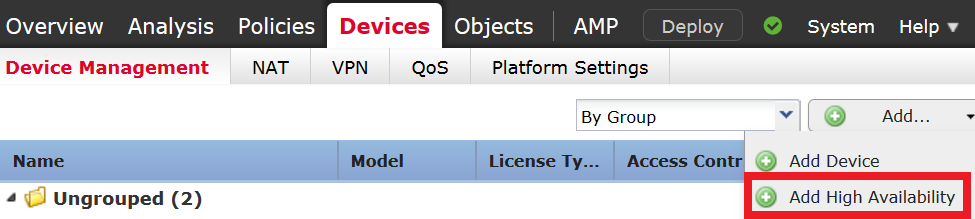 Overview Analysis Policies Devices Objects AMP Deploy System Help
Device Management NAT VPN QoS Platform Settings
By Group Add...
Name Model License Ty... Access Contr
Add Device
Ungrouped (2) Add High Availability